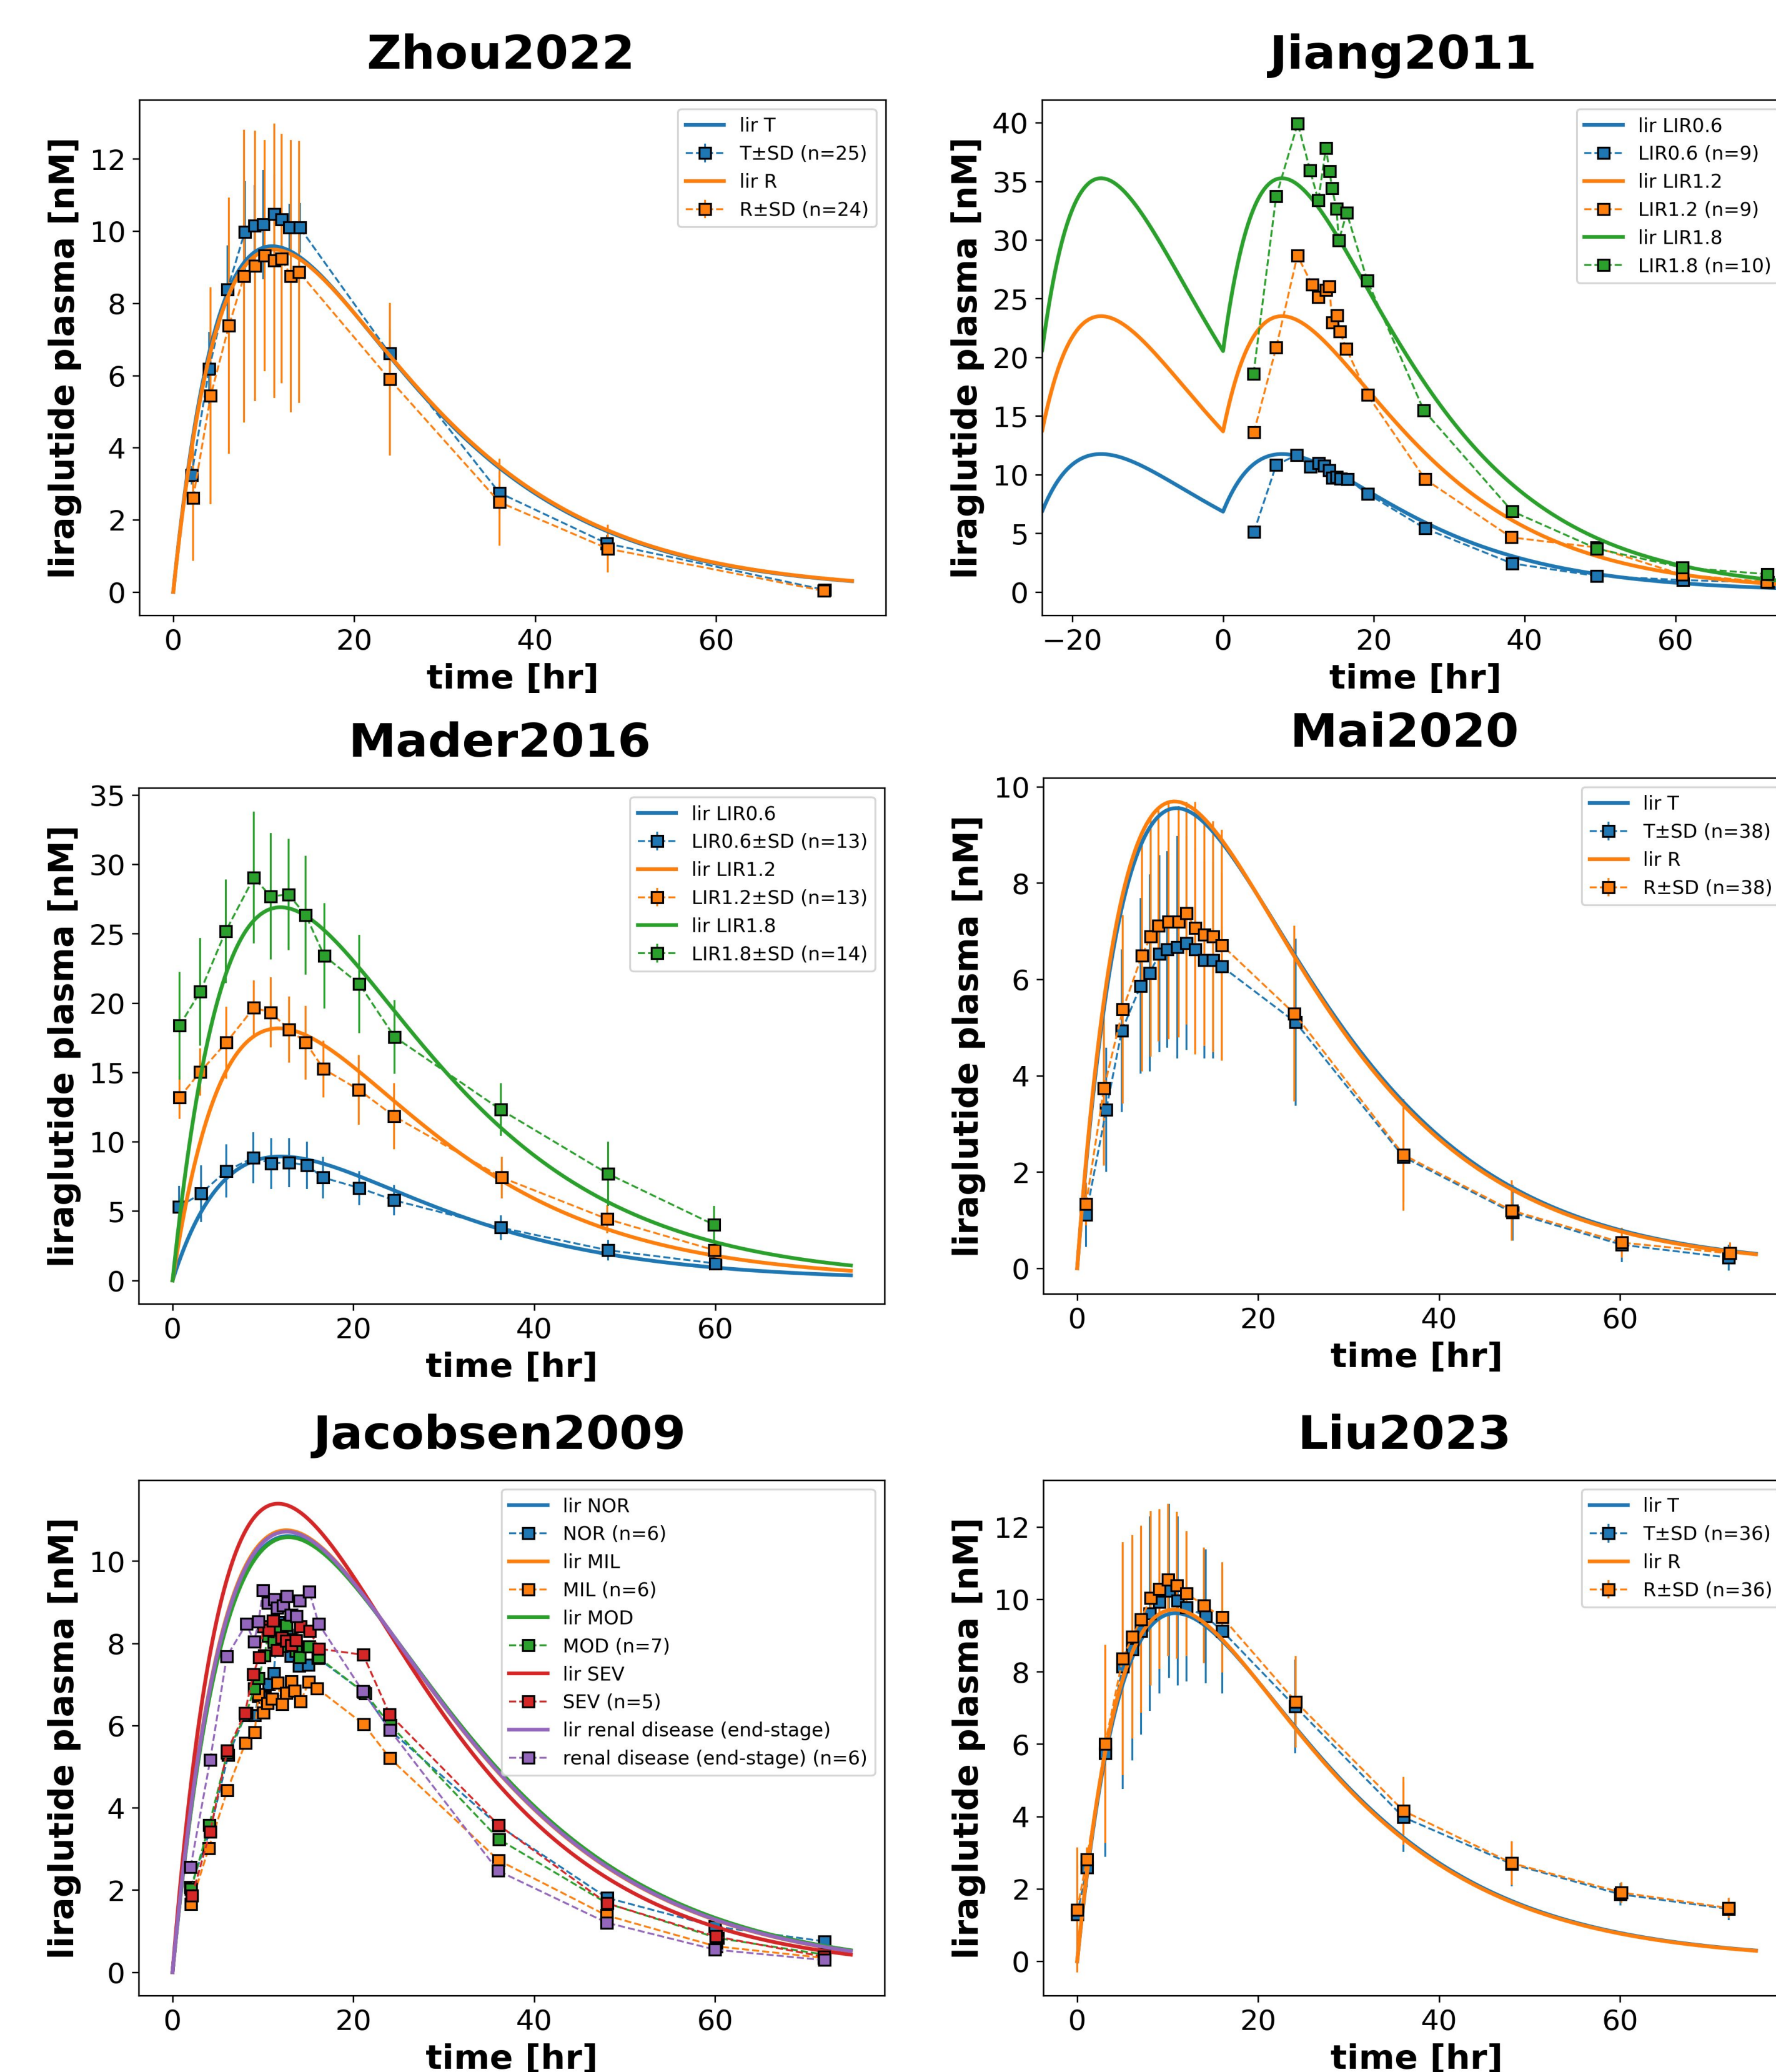 Zhou2022
liraglutide plasma [nM]
12
10
8
6
4
2
0
lir T
T±SD (n=25)
lir R
R±SD (n=24)
0 20 40 60
time [hr]
Jiang2011
liraglutide plasma [nM]
40
35
30
25
20
15
10
5
0
lir LIR0.6
LIR0.6 (n=9)
lir LIR1.2
LIR1.2 (n=9)
lir LIR1.8
LIR1.8 (n=10)
−20 0 20 40 60
time [hr]
Mader2016
liraglutide plasma [nM]
35
30
25
20
15
10
5
0
lir LIR0.6
LIR0.6±SD (n=13)
lir LIR1.2
LIR1.2±SD (n=13)
lir LIR1.8
LIR1.8±SD (n=14)
0 20 40 60
time [hr]
Mai2020
liraglutide plasma [nM]
10
8
6
4
2
0
lir T
T±SD (n=38)
lir R
R±SD (n=38)
0 20 40 60
time [hr]
Jacobsen2009
liraglutide plasma [nM]
10
8
6
4
2
0
lir NOR
NOR (n=6)
lir MIL
MIL (n=6)
lir MOD
MOD (n=7)
lir SEV
SEV (n=5)
lir renal disease (end-stage)
renal disease (end-stage) (n=6)
0 20 40 60
time [hr]
Liu2023
liraglutide plasma [nM]
12
10
8
6
4
2
0
lir T
T±SD (n=36)
lir R
R±SD (n=36)
0 20 40 60
time [hr]